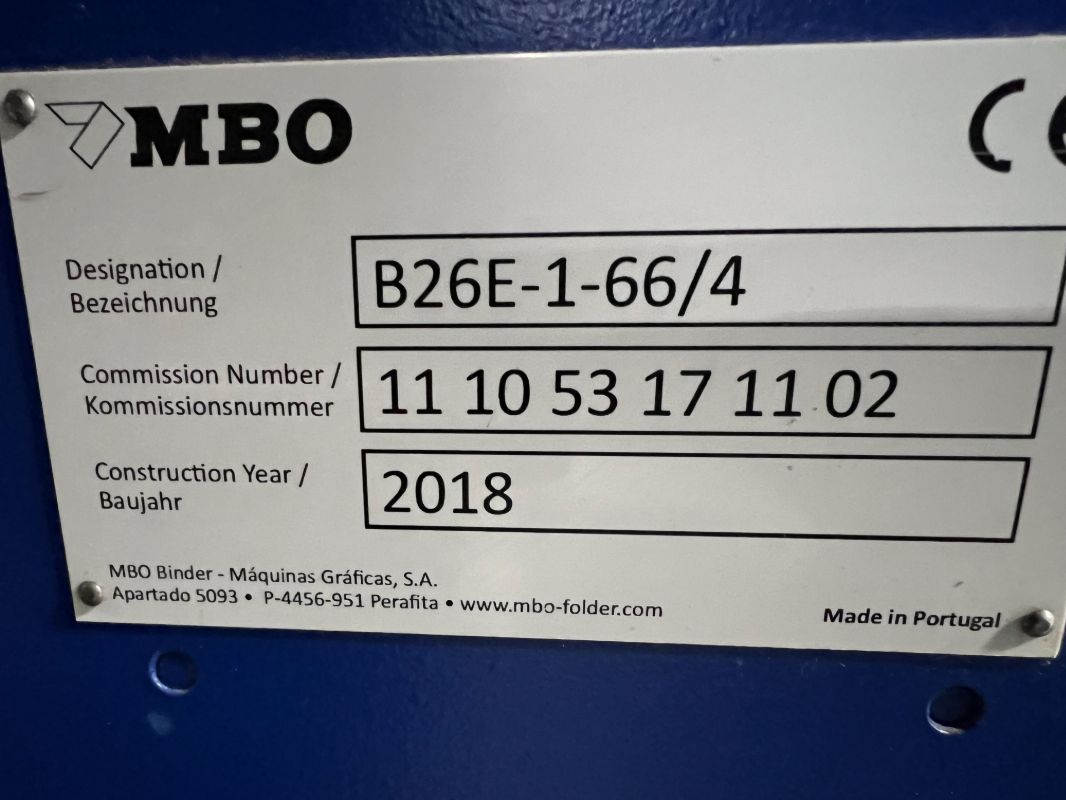 MBO
CE
Designation /
Bezeichnung
B26E-1-66/4
Commission Number /
Kommissionsnummer
11 10 53 17 11 02
Construction Year /
Baujahr
2018
MBO Binder - Máquinas Gráficas, S.A.
Apartado 5093 • P-4456-951 Perafita • www.mbo-folder.com
Made in Portugal